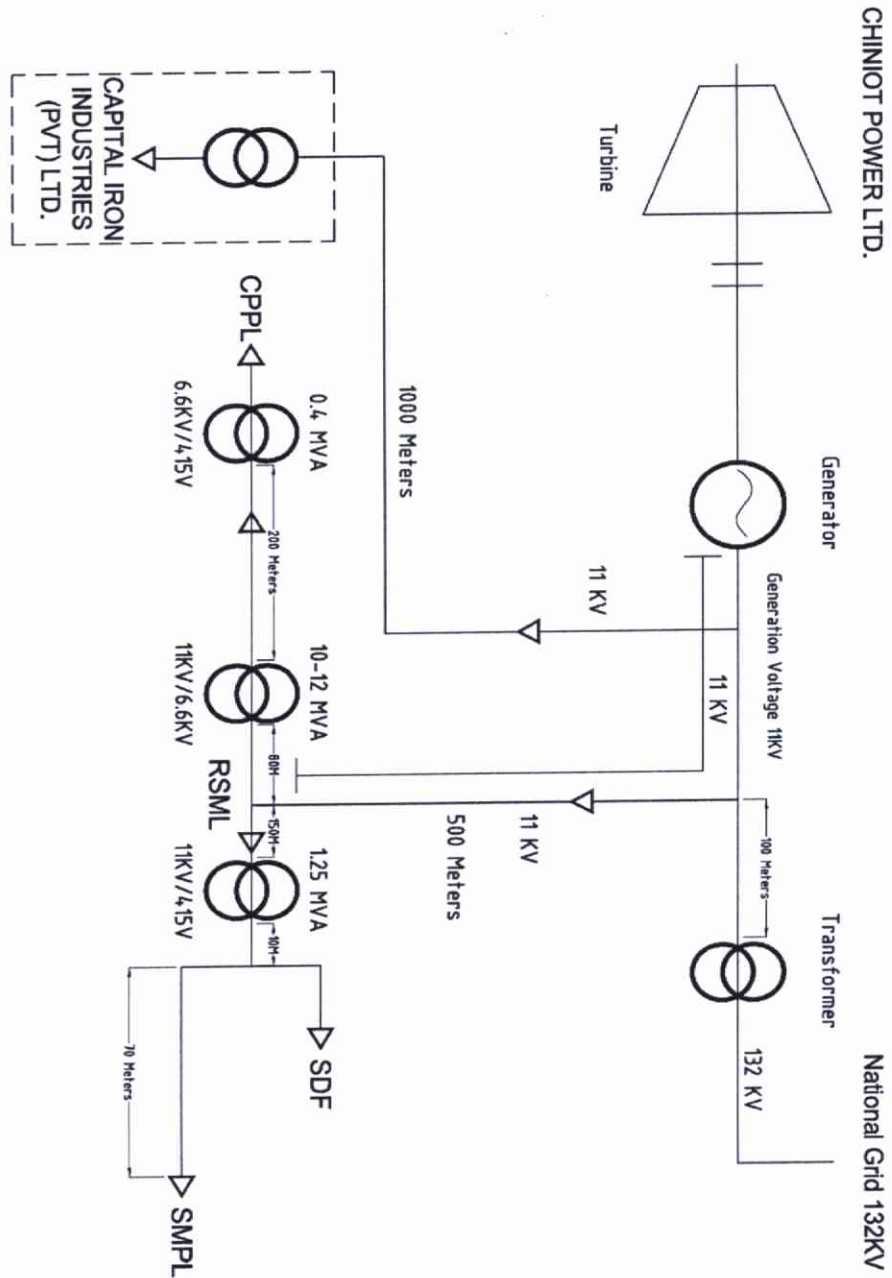 CHINIOT POWER LTD.
National Grid 132KV
Turbine
Generator
Generation Voltage 11KV
Transformer
132 KV
100 Meters
11 KV
11 KV
11 KV
1000 Meters
500 Meters
0.4 MVA
200 Meters
10-12 MVA
80M
150M
1.25 MVA
10M
CPPL
6.6KV/415V
11KV/6.6KV
RSML
11KV/415V
SDF
SMPL
70 Meters
CAPITAL IRON
INDUSTRIES
(PVT) LTD.